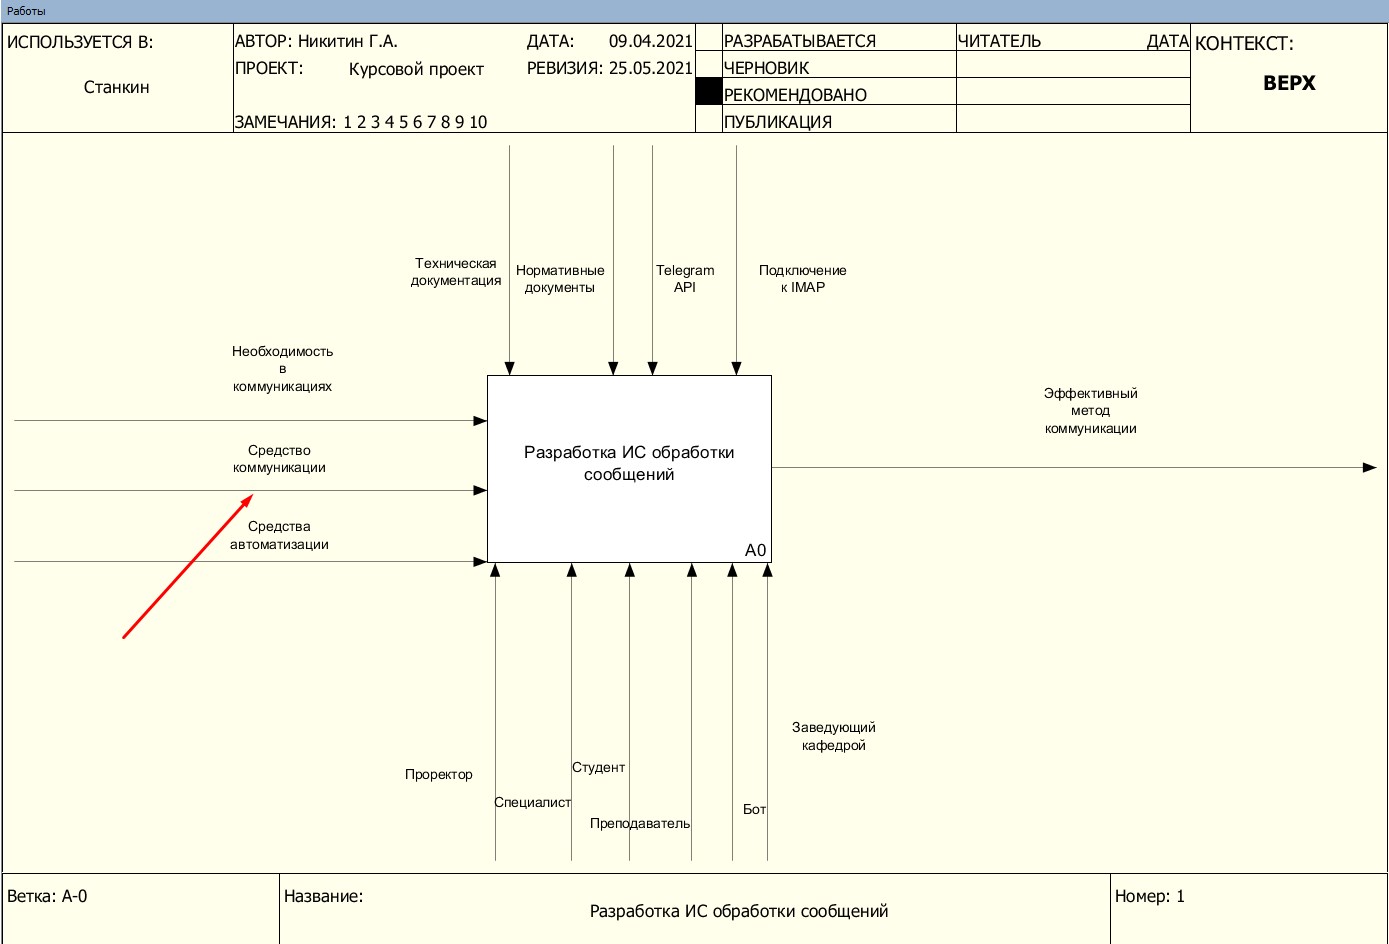 Работы
ИСПОЛЬЗУЕТСЯ В:
Станкин
АВТОР: Никитин Г.А.
ДАТА: 09.04.2021
ПРОЕКТ: Курсовой проект
РЕВИЗИЯ: 25.05.2021
ЗАМЕЧАНИЯ: 1 2 3 4 5 6 7 8 9 10
РАЗРАБАТЫВАЕТСЯ
ЧЕРНОВИК
РЕКОМЕНДОВАНО
ПУБЛИКАЦИЯ
ЧИТАТЕЛЬ
ДАТА
КОНТЕКСТ:
ВЕРХ
Техническая
документация
Нормативные
документы
Telegram
API
Подключение
к IMAP
Необходимость
в
коммуникациях
Средство
коммуникации
Средства
автоматизации
Разработка ИС обработки
сообщений
A0
Эффективный
метод
коммуникации
Проректор
Специалист
Студент
Преподаватель
Бот
Заведующий
кафедрой
Ветка: A-0
Название:
Разработка ИС обработки сообщений
Номер: 1